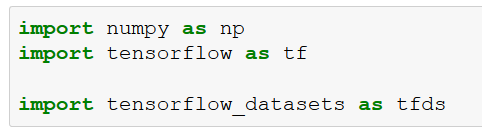 import numpy as np
import tensorflow as tf
import tensorflow_datasets as tfds